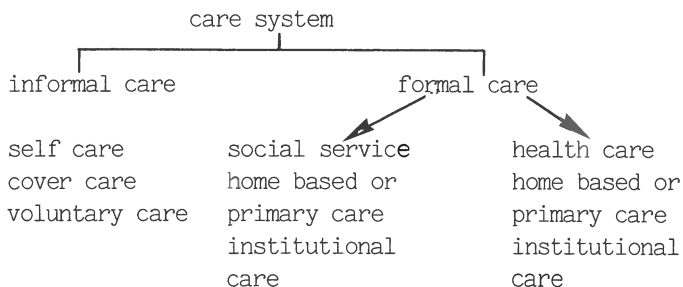 care system
informal care
formal care
self care
cover care
voluntary care
social service
home based or
primary care
institutional
care
health care
home based or
primary care
institutional
care